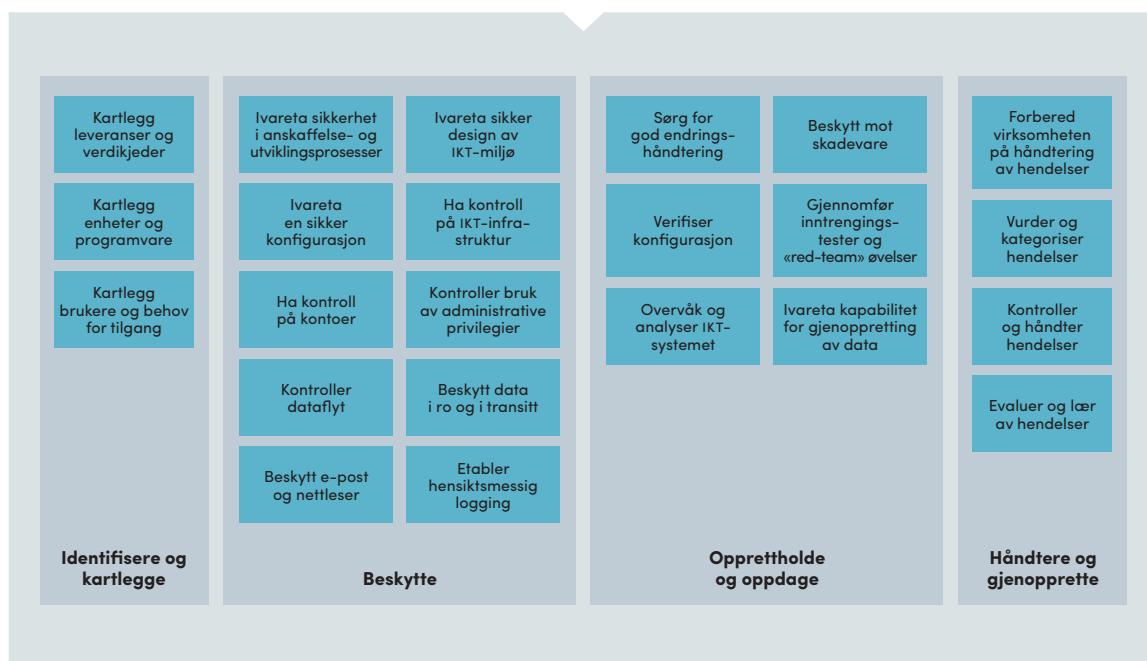 Kartlegg
leveranser og
verdikjeder
Kartlegg
enheter og
programvare
Kartlegg
brukere og behov
for tilgang
Identifisere og
kartlegge
Ivareta sikkerhet
i anskaffelse- og
utviklingsprosesser
Ivareta sikker
design av
IKT-miljø
Ivareta
en sikker
konfigurasjon
Ha kontroll
på IKT-infra-
struktur
Ha kontroll
på kontoer
Kontroller bruk
av administrative
privilegier
Kontroller
dataflyt
Beskytt data
i ro og i transitt
Beskytt e-post
og nettleser
Etabler
hensiktsmessig
logging
Beskytte
Sørg for
god endrings-
håndtering
Beskytt mot
skadevare
Verifiser
konfigurasjon
Gjennomfør
inntrengings-
tester og
«red-team» øvelser
Overvåk og
analyser IKT-
systemet
Ivareta kapabilitet
for gjenoppretting
av data
Opprettholde
og oppdage
Forbered
virksomheten
på håndtering
av hendelser
Vurder og
kategoriser
hendelser
Kontroller
og håndter
hendelser
Evaluer og lær
av hendelser
Håndtere og
gjenopprette